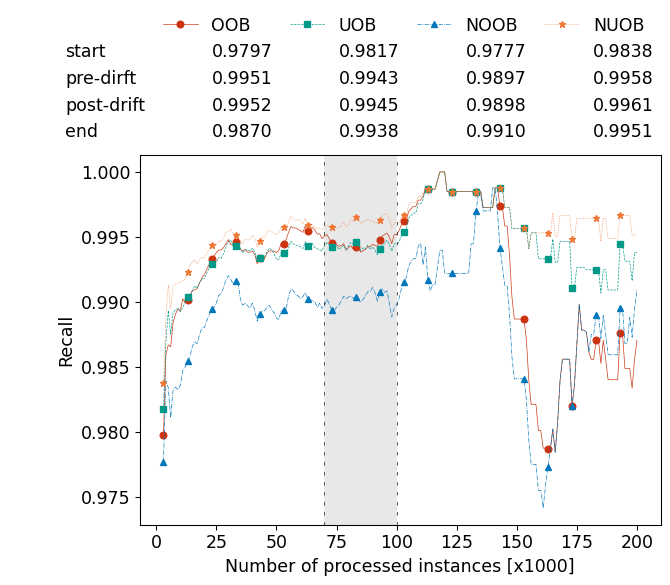 OOB UOB NOOB NUOB
start 0.9797 0.9817 0.9777 0.9838
pre-dirft 0.9951 0.9943 0.9897 0.9958
post-drift 0.9952 0.9945 0.9898 0.9961
end 0.9870 0.9938 0.9910 0.9951
1.000
0.995
0.990
0.985
0.980
0.975
Recall
0 25 50 75 100 125 150 175 200
Number of processed instances [x1000]